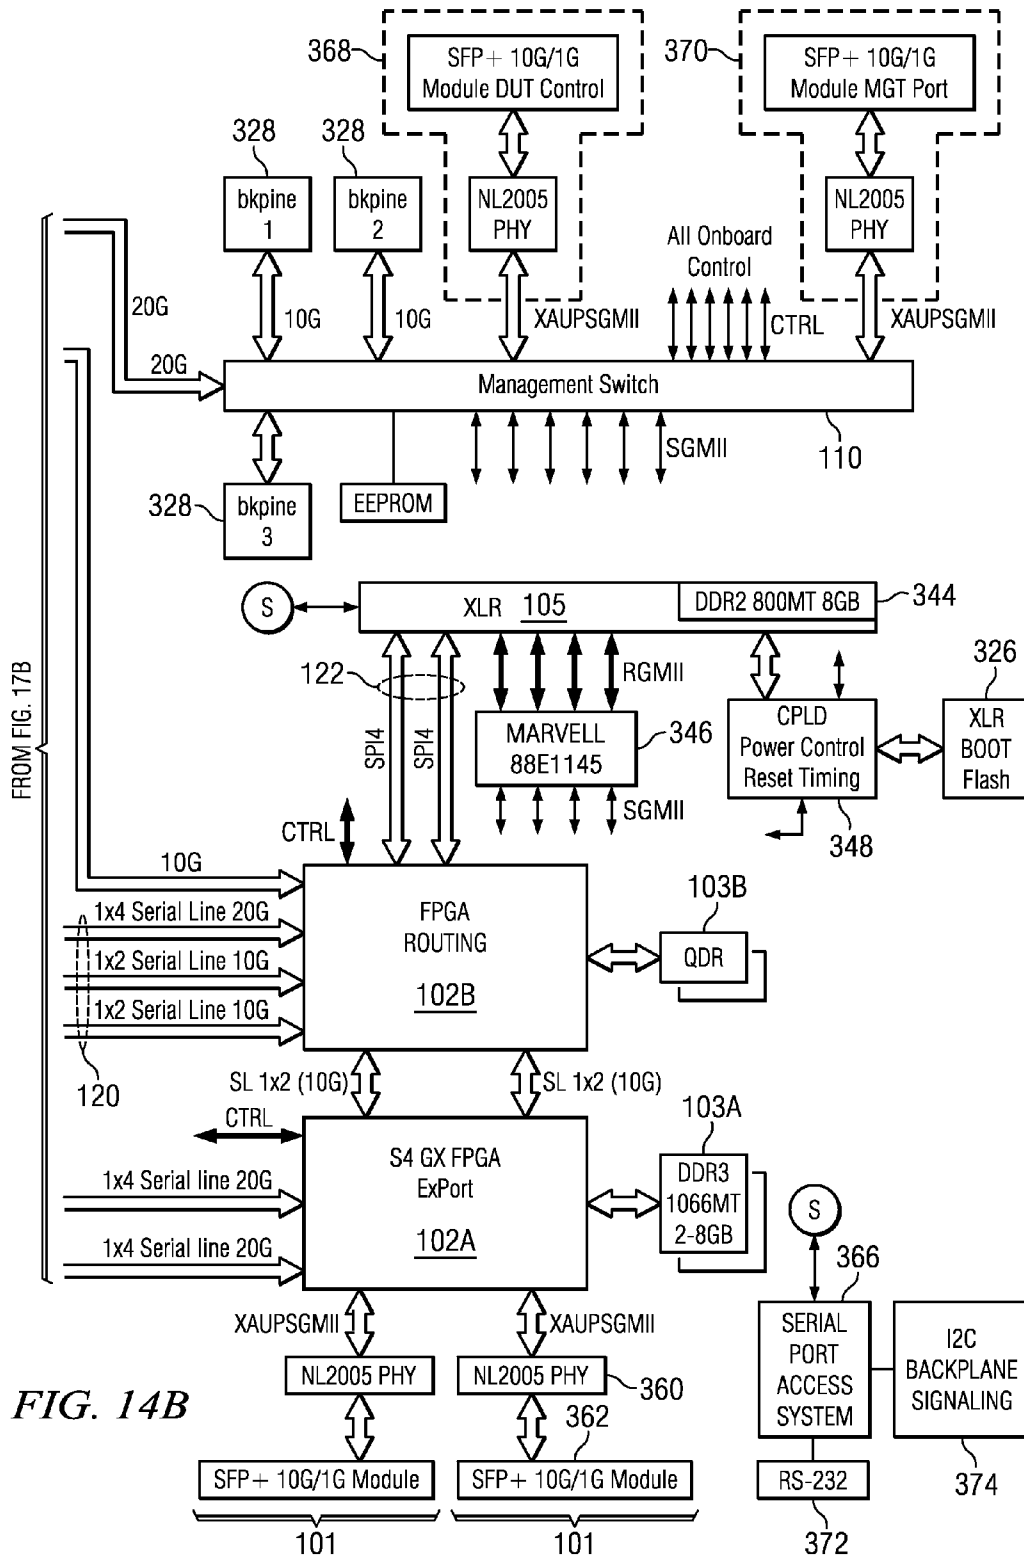 368
SFP+ 10G/1G
Module DUT Control
370
SFP+ 10G/1G
Module MGT Port
328
328
bkpine
1
bkpine
2
NL2005
PHY
NL2005
PHY
All Onboard
Control
20G
10G
10G
XAUPSGMII
CTRL
XAUPSGMII
20G
Management Switch
110
SGMII
328
bkpine
3
EEPROM
S
XLR 105
DDR2 800MT 8GB
344
FROM FIG. 17B
122
SPI4
SPI4
RGMII
MARVELL
88E1145
346
SGMII
CPLD
Power Control
Reset Timing
348
326
XLR
BOOT
Flash
CTRL
10G
1x4 Serial Line 20G
1x2 Serial Line 10G
1x2 Serial Line 10G
120
FPGA
ROUTING
102B
103B
QDR
SL 1x2 (10G)
SL 1x2 (10G)
CTRL
1x4 Serial line 20G
1x4 Serial line 20G
S4 GX FPGA
ExPort
102A
103A
DDR3
1066MT
2-8GB
S
366
SERIAL
PORT
ACCESS
SYSTEM
I2C
BACKPLANE
SIGNALING
374
RS-232
372
XAUPSGMII
XAUPSGMII
NL2005 PHY
NL2005 PHY
360
362
SFP+ 10G/1G Module
SFP+ 10G/1G Module
101
101
FIG. 14B